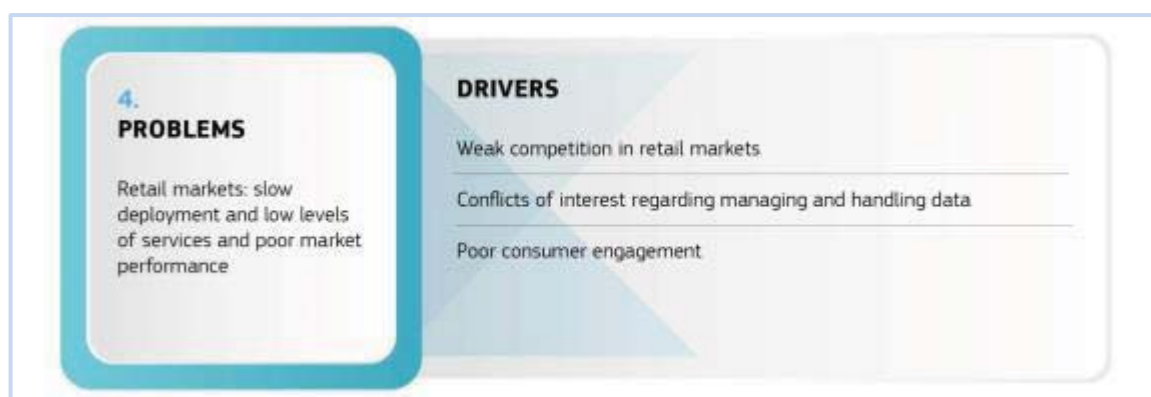 4.
PROBLEMS
Retail markets: slow
deployment and low levels
of services and poor market
performance
DRIVERS
Weak competition in retail markets
Conflicts of interest regarding managing and handling data
Poor consumer engagement